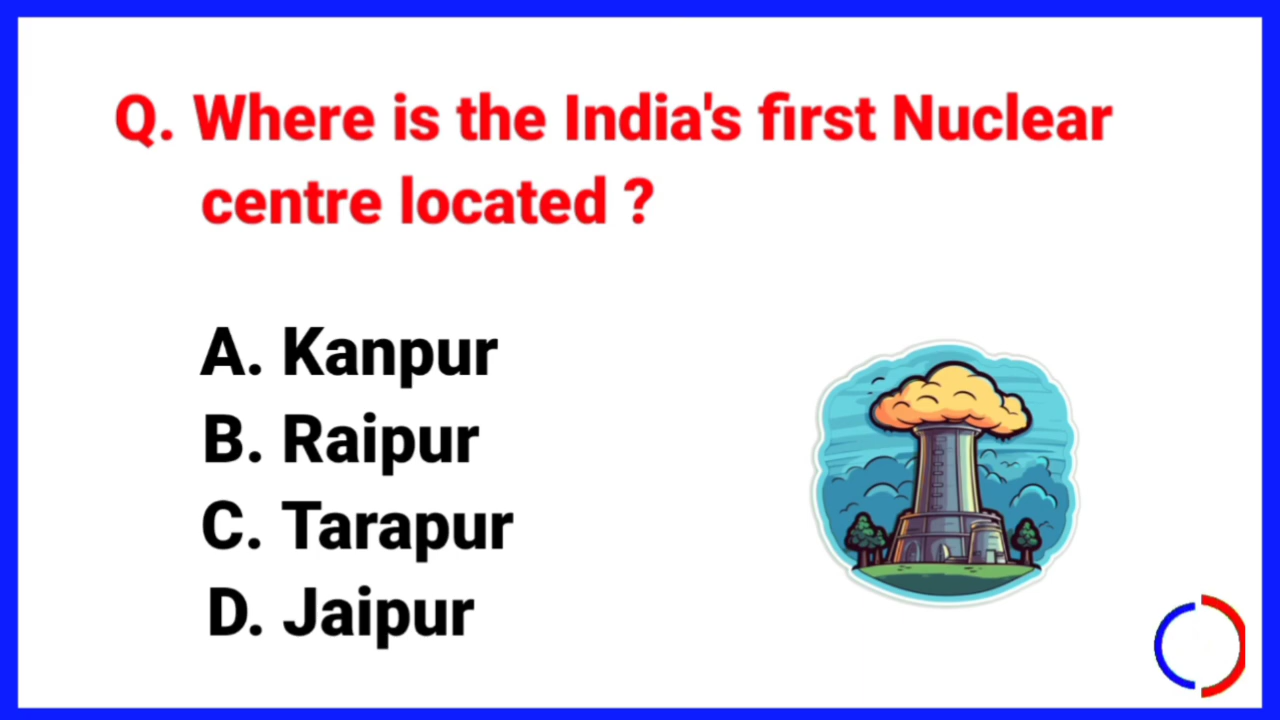 Q. Where is the India's first Nuclear
centre located ?
A. Kanpur
B. Raipur
C. Tarapur
D. Jaipur